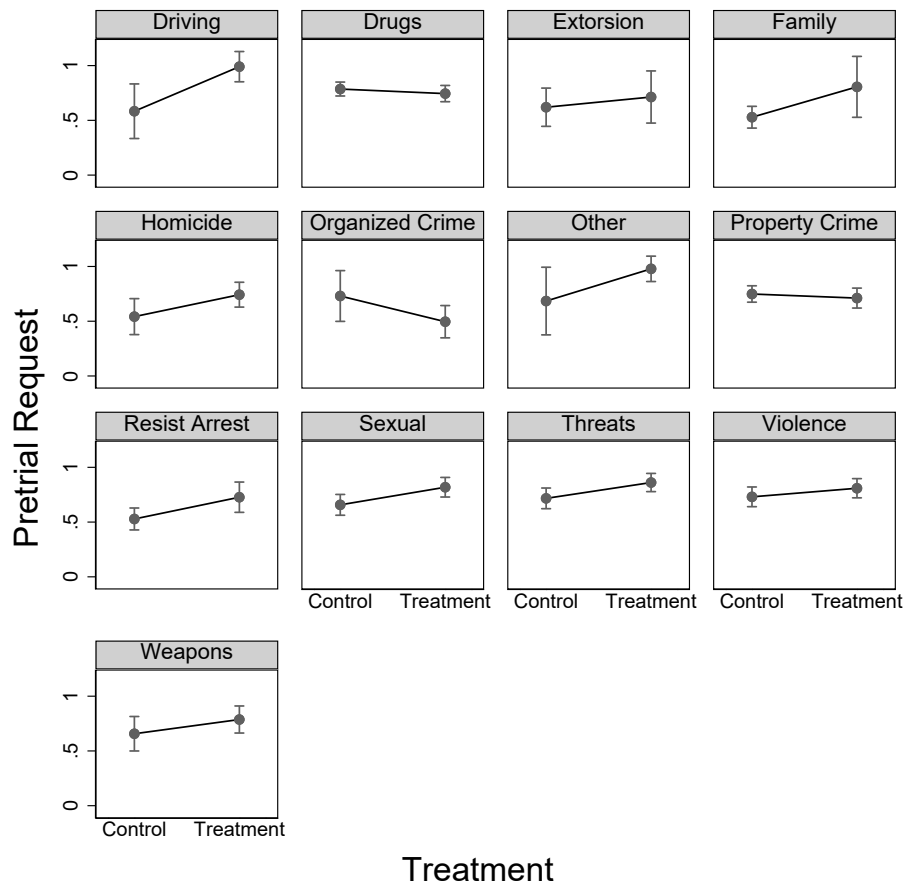 Driving Drugs Extorsion Family
1
.5
0
Homicide Organized Crime Other Property Crime
1
.5
0
Resist Arrest Sexual Threats Violence
1
.5
0
Control Treatment Control Treatment Control Treatment
Weapons
1
.5
0
Control Treatment
Pretrial Request
Treatment